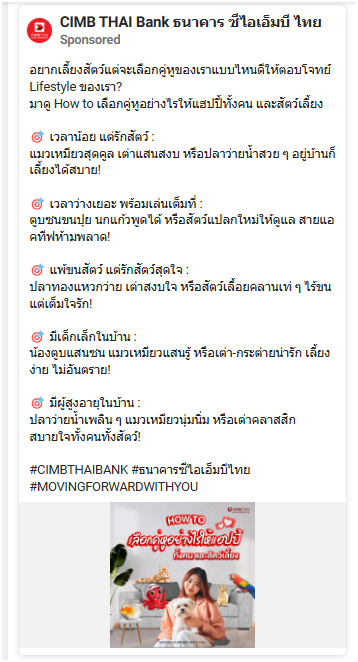 CIMB THAI Bank ธนาคาร ซีไอเอ็มบี ไทย
Sponsored
อยากเลี้ยงสัตว์แต่จะเลือกคู่หูของเราแบบไหนดีให้ตอบโจทย์
Lifestyle ของเรา?
มาดู How to เลือกคู่หูอย่างไรให้แฮปปี้ทั้งคน และสัตว์เลี้ยง
🎯 เวลาน้อย แต่รักสัตว์ :
แมวเหมียวสุดคูล เต่าแสนสงบ หรือปลาว่ายน้ำสวย ๆ อยู่บ้านก็
เลี้ยงได้สบาย!
🎯 เวลาว่างเยอะ พร้อมเล่นเต็มที่ :
ตูบซนขนปุย นกแก้วพูดได้ หรือสัตว์แปลกใหม่ให้ดูแล สายแอ
คทีฟห้ามพลาด!
🎯 แพ้ขนสัตว์ แต่รักสัตว์สุดใจ :
ปลาทองแหวกว่าย เต่าสงบใจ หรือสัตว์เลื้อยคลานเท่ ๆ ไร้ขน
แต่เต็มใจรัก!
🎯 มีเด็กเล็กในบ้าน :
น้องตูบแสนซน แมวเหมียวแสนรู้ หรือเต่า-กระต่ายน่ารัก เลี้ยง
ง่าย ไม่อันตราย!
🎯 มีผู้สูงอายุในบ้าน :
ปลาว่ายน้ำเพลิน ๆ แมวเหมียวนุ่มนิ่ม หรือเต่าคลาสสิก
สบายใจทั้งคนทั้งสัตว์!
#CIMBTHAIBANK #ธนาคารซีไอเอ็มบีไทย
#MOVINGFORWARDWITHYOU
HOW TO
เลือกคู่หูอย่างไรให้แฮปปี้
ทั้งคน และสัตว์เลี้ยง